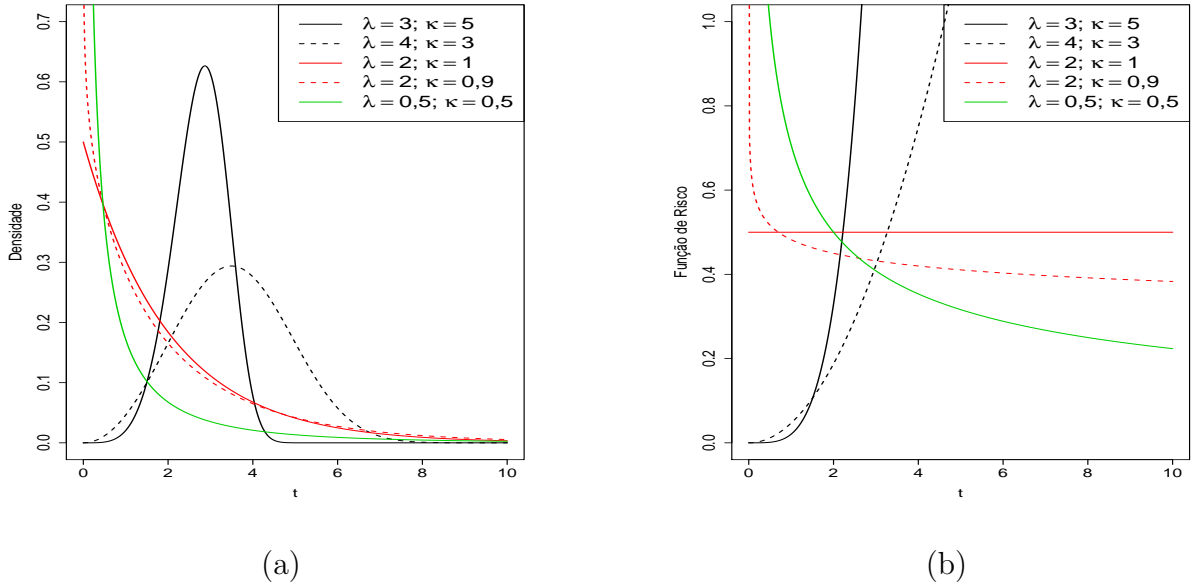 0.0 0.1 0.2 0.3 0.4 0.5 0.6 0.7
Densidade
0 2 4 6 8 10
t
λ = 3; κ = 5
λ = 4; κ = 3
λ = 2; κ = 1
λ = 2; κ = 0,9
λ = 0,5; κ = 0,5
(a)
0.0 0.2 0.4 0.6 0.8 1.0
Função de Risco
0 2 4 6 8 10
t
λ = 3; κ = 5
λ = 4; κ = 3
λ = 2; κ = 1
λ = 2; κ = 0,9
λ = 0,5; κ = 0,5
(b)